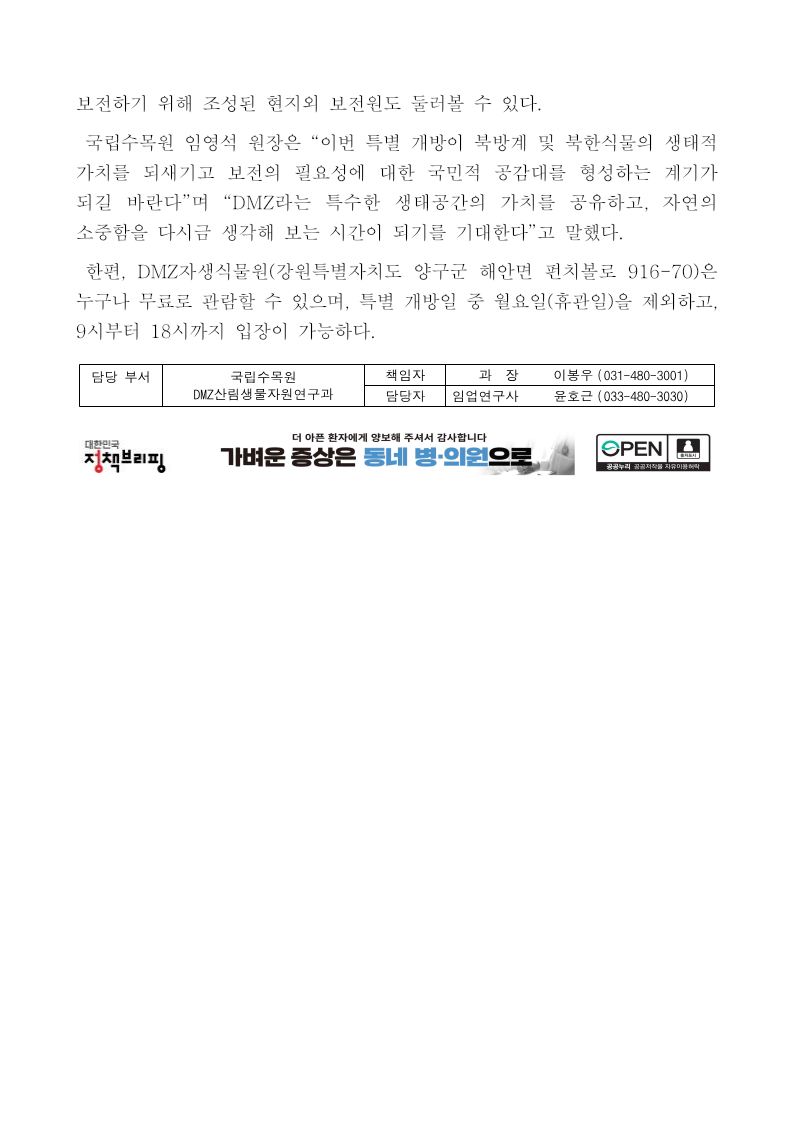 보전하기 위해 조성된 현지외 보전원도 둘러볼 수 있다.
국립수목원 임영석 원장은 “이번 특별 개방이 북방계 및 북한식물의 생태적
가치를 되새기고 보전의 필요성에 대한 국민적 공감대를 형성하는 계기가
되길 바란다”며 “DMZ라는 특수한 생태공간의 가치를 공유하고, 자연의
소중함을 다시금 생각해 보는 시간이 되기를 기대한다”고 말했다.
한편, DMZ자생식물원(강원특별자치도 양구군 해안면 펀치볼로 916-70)은
누구나 무료로 관람할 수 있으며, 특별 개방일 중 월요일(휴관일)을 제외하고,
9시부터 18시까지 입장이 가능하다.
담당 부서 국립수목원 책임자 과 장 이봉우 (031-480-3001)
DMZ산림생물자원연구과 담당자 임업연구사 윤호근 (033-480-3030)
대한민국
정책브리핑
더 아픈 환자에게 양보해 주셔서 감사합니다
가벼운 증상은 동네 병·의원으로
OPEN
출처표시
공공누리 공공저작물 자유이용허락